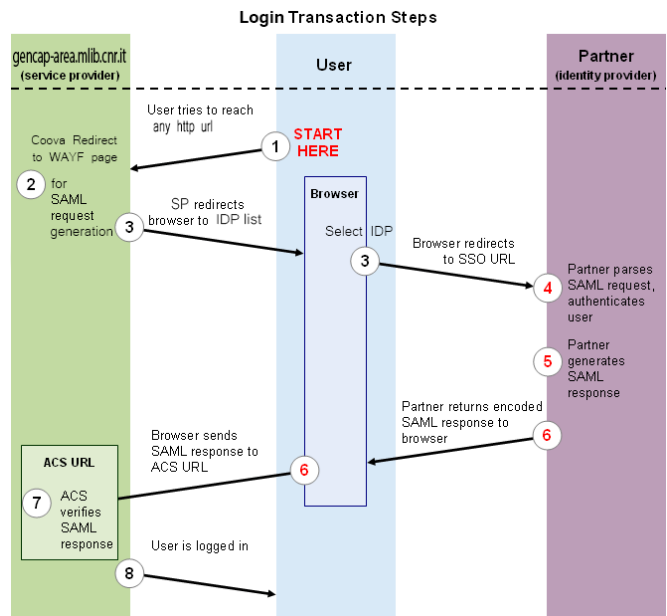 Login Transaction Steps
gencap-area.mlib.cnr.it
(service provider)
User
Partner
(identity provider)
User tries to reach
any http url
1
START
HERE
Coova Redirect
to WAYF page
2
for
SAML
request
generation
3
SP redirects
browser to IDP list
Browser
Select IDP
3
Browser redirects
to SSO URL
4
Partner parses
SAML request,
authenticates
user
5
Partner
generates
SAML
response
Partner returns encoded
SAML response to
browser
6
Browser sends
SAML response to
ACS URL
6
ACS URL
7
ACS
verifies
SAML
response
User is logged in
8